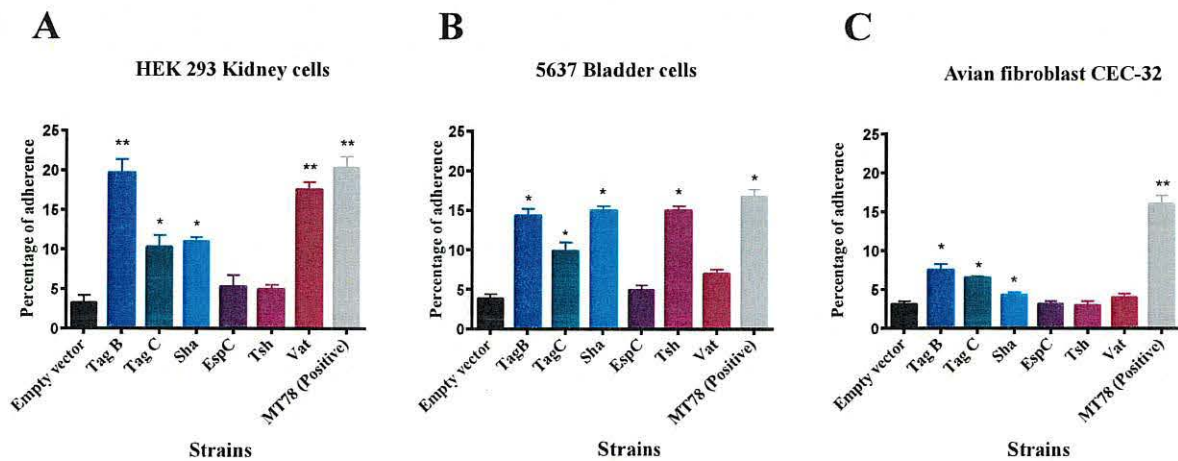 A
HEK 293 Kidney cells
Percentage of adherence
25
20
15
10
5
0
**
*
*
**
**
Empty vector
Tag B
Tag C
Sha
EspC
Tsh
Vat
MT78 (Positive)
Strains
B
5637 Bladder cells
Percentage of adherence
25
20
15
10
5
0
*
*
*
*
*
Empty vector
TagB
TagC
Sha
EspC
Tsh
Vat
MT78 (Positive)
Strains
C
Avian fibroblast CEC-32
Percentage of adherence
25
20
15
10
5
0
*
*
*
**
Empty vector
Tag B
Tag C
Sha
EspC
Tsh
Vat
MT78 (Positive)
Strains